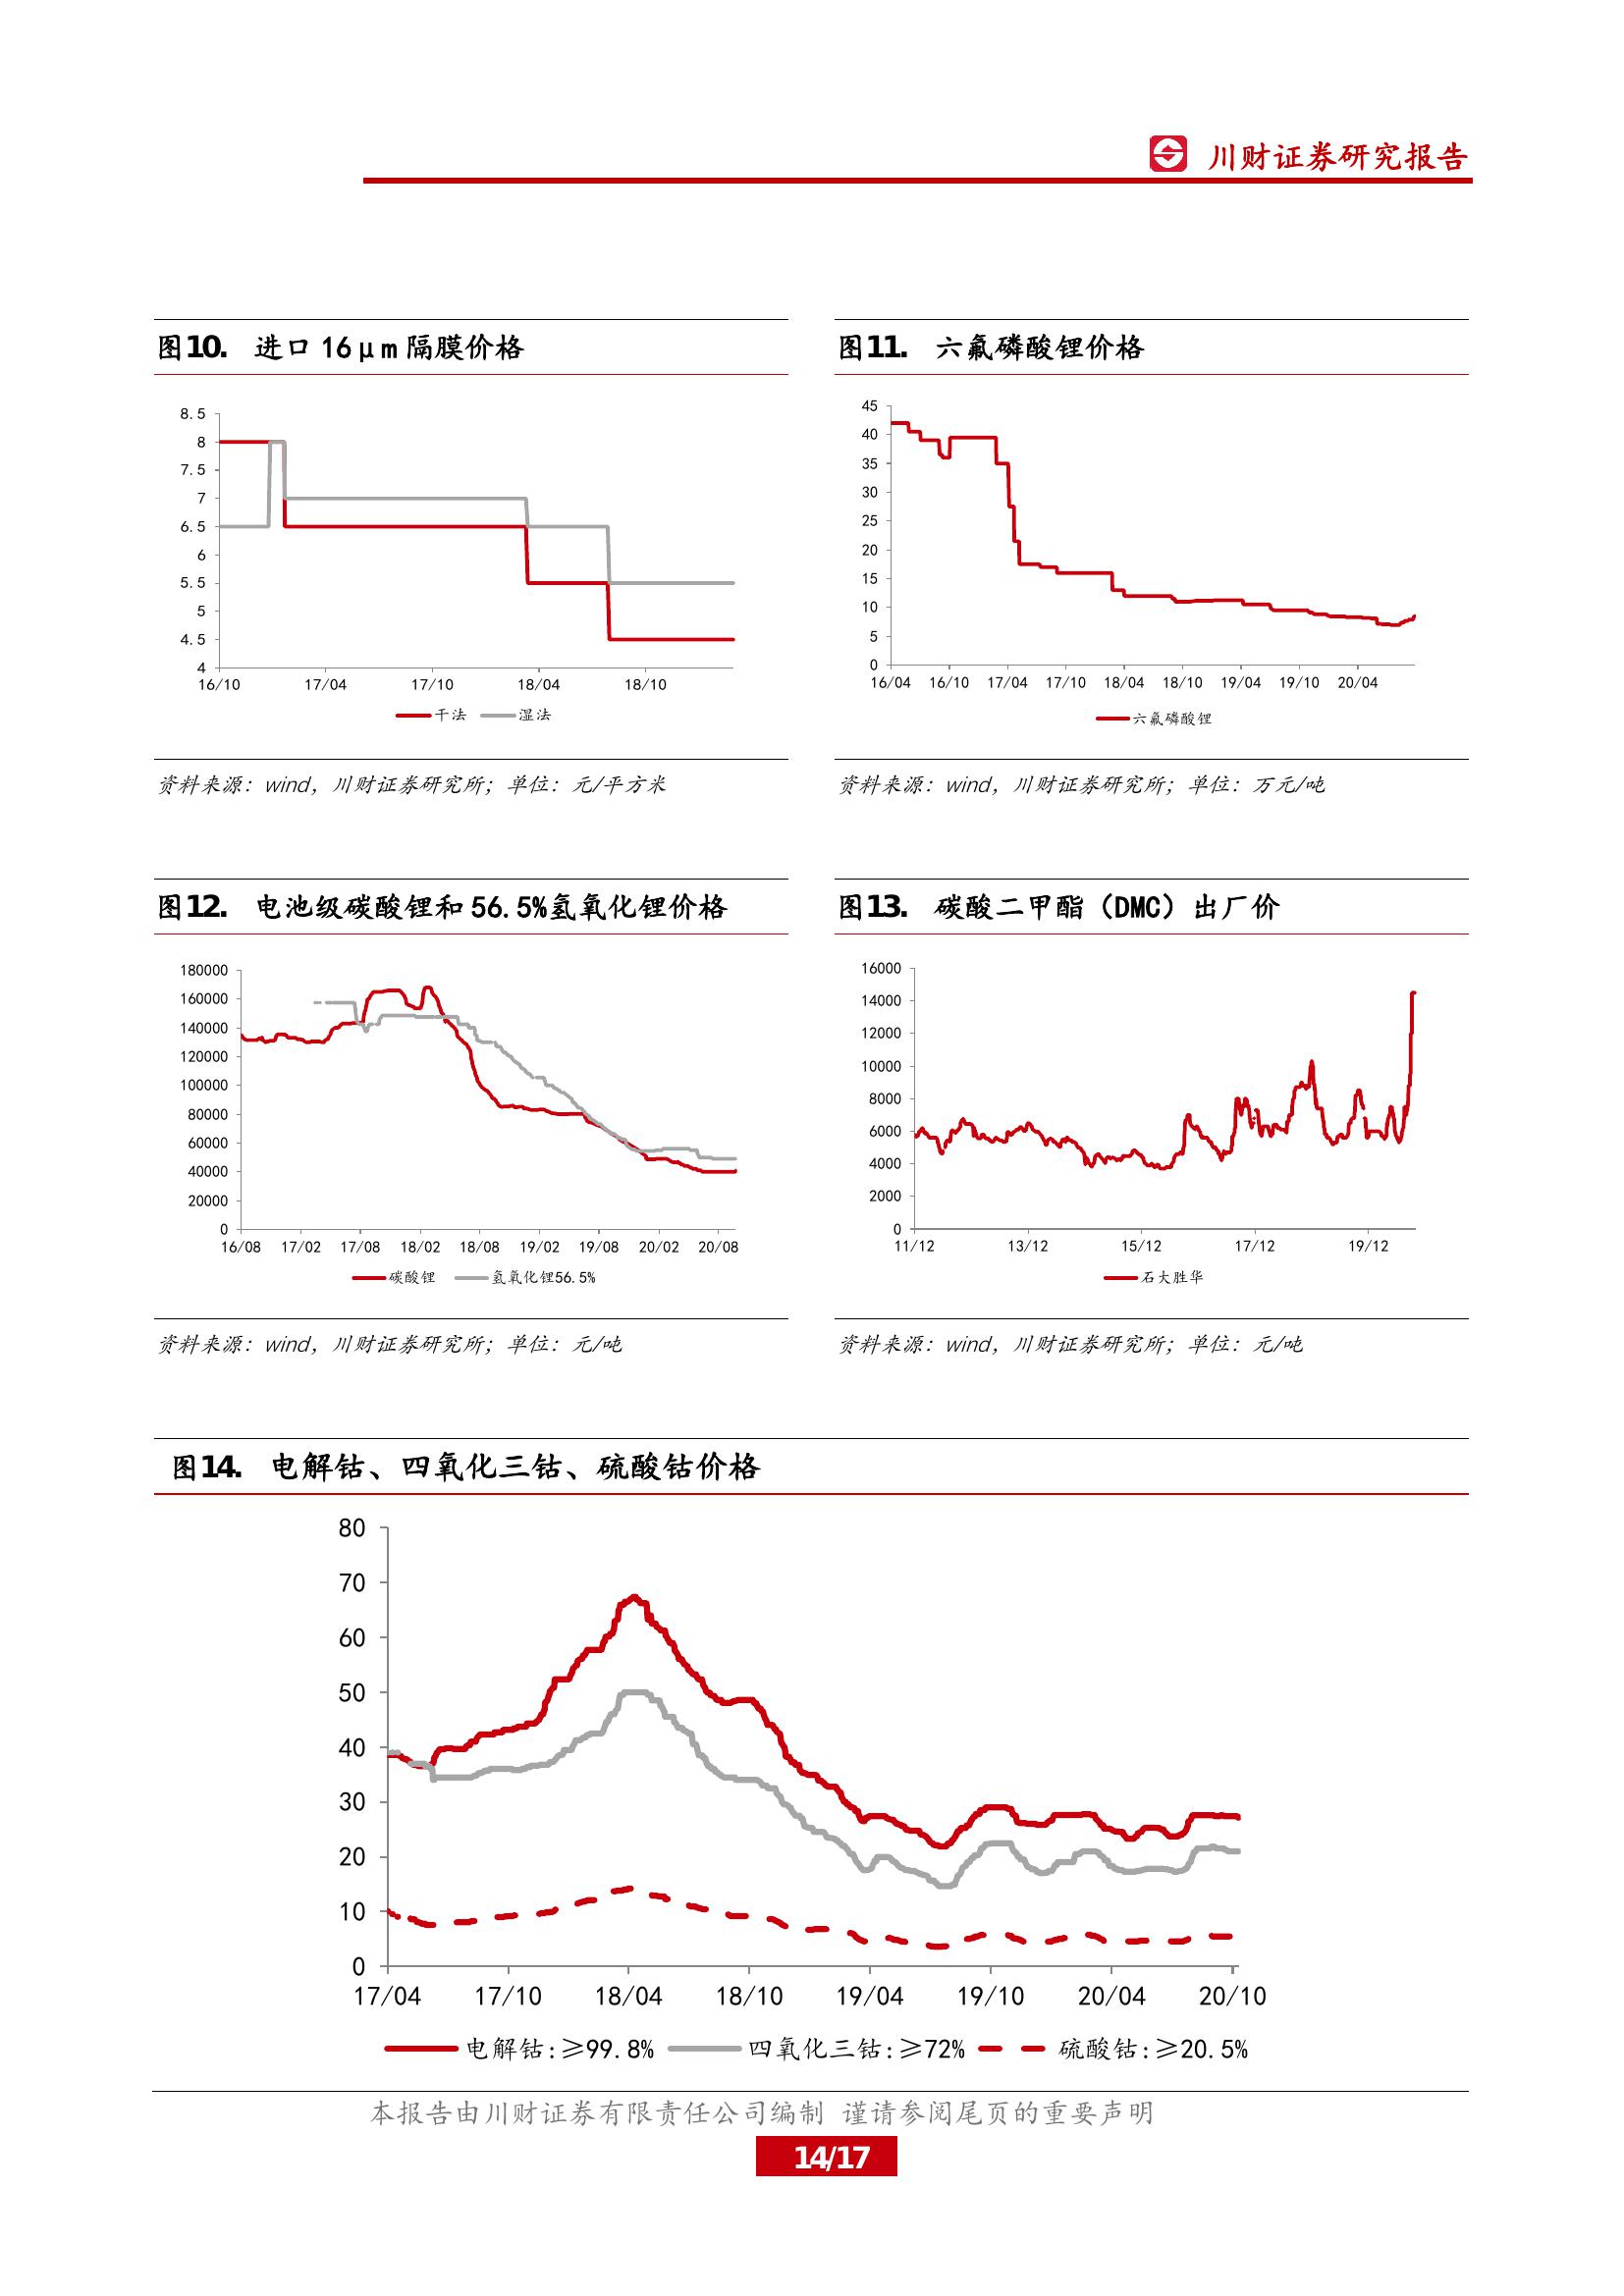 川财证券研究报告
图10. 进口 16μm 隔膜价格
8.5
8
7.5
7
6.5
6
5.5
5
4.5
4
16/10 17/04 17/10 18/04 18/10
干法 湿法
资料来源：wind，川财证券研究所；单位：元/平方米
图11. 六氟磷酸锂价格
45
40
35
30
25
20
15
10
5
0
16/04 16/10 17/04 17/10 18/04 18/10 19/04 19/10 20/04
六氟磷酸锂
资料来源：wind，川财证券研究所；单位：万元/吨
图12. 电池级碳酸锂和 56.5%氢氧化锂价格
180000
160000
140000
120000
100000
80000
60000
40000
20000
0
16/08 17/02 17/08 18/02 18/08 19/02 19/08 20/02 20/08
碳酸锂 氢氧化锂56.5%
资料来源：wind，川财证券研究所；单位：元/吨
图13. 碳酸二甲酯（DMC）出厂价
16000
14000
12000
10000
8000
6000
4000
2000
0
11/12 13/12 15/12 17/12 19/12
石大胜华
资料来源：wind，川财证券研究所；单位：元/吨
图14. 电解钴、四氧化三钴、硫酸钴价格
80
70
60
50
40
30
20
10
0
17/04 17/10 18/04 18/10 19/04 19/10 20/04 20/10
电解钴:≥99.8% 四氧化三钴:≥72% 硫酸钴:≥20.5%
本报告由川财证券有限责任公司编制 谨请参阅尾页的重要声明
14/17